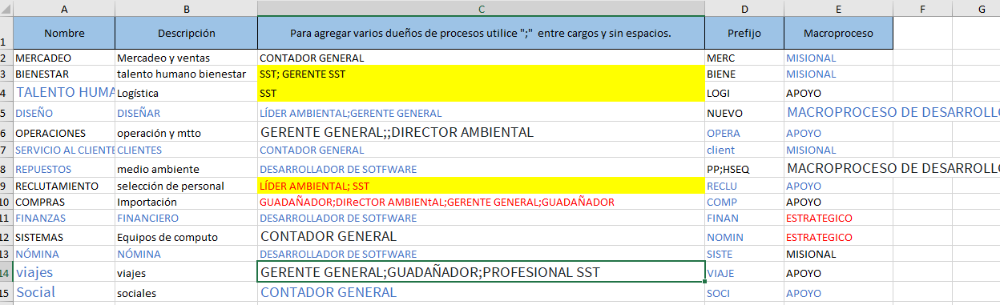 A B C D E F G
1 Nombre Descripción Para agregar varios dueños de procesos utilice ";" entre cargos y sin espacios. Prefijo Macroproceso
2 MERCADEO Mercadeo y ventas CONTADOR GENERAL MERC MISIONAL
3 BIENESTAR talento humano bienestar SST; GERENTE SST BIENE MISIONAL
4 TALENTO HUMA Logística SST LOGI APOYO
5 DISEÑO DISEÑAR LÍDER AMBIENTAL;GERENTE GENERAL NUEVO MACROPROCESO DE DESARROLLO
6 OPERACIONES operación y mtto GERENTE GENERAL;;DIRECTOR AMBIENTAL OPERA APOYO
7 SERVICIO AL CLIENTE CLIENTES CONTADOR GENERAL client MISIONAL
8 REPUESTOS medio ambiente DESARROLLADOR DE SOTFWARE PP;HSEQ MACROPROCESO DE DESARROLLO
9 RECLUTAMIENTO selección de personal LÍDER AMBIENTAL; SST RECLU APOYO
10 COMPRAS Importación GUADAÑADOR;DIReCTOR AMBIENtAL;GERENTE GENERAL;GUADAÑADOR COMP APOYO
11 FINANZAS FINANCIERO DESARROLLADOR DE SOTFWARE FINAN ESTRATEGICO
12 SISTEMAS Equipos de computo CONTADOR GENERAL NOMIN ESTRATEGICO
13 NÓMINA NÓMINA DESARROLLADOR DE SOTFWARE SISTE MISIONAL
14 viajes viajes GERENTE GENERAL;GUADAÑADOR;PROFESIONAL SST VIAJE APOYO
15 Social sociales CONTADOR GENERAL SOCI APOYO